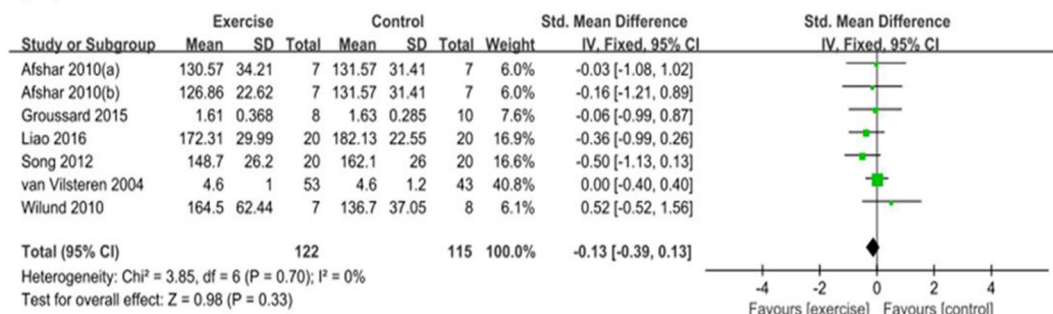 Exercise Control Std. Mean Difference Std. Mean Difference
Study or Subgroup Mean SD Total Mean SD Total Weight IV, Fixed, 95% CI IV, Fixed, 95% CI
Afshar 2010(a) 130.57 34.21 7 131.57 31.41 7 6.0% -0.03 [-1.08, 1.02]
Afshar 2010(b) 126.86 22.62 7 131.57 31.41 7 6.0% -0.16 [-1.21, 0.89]
Groussard 2015 1.61 0.368 8 1.63 0.285 10 7.6% -0.06 [-0.99, 0.87]
Liao 2016 172.31 29.99 20 182.13 22.55 20 16.9% -0.36 [-0.99, 0.26]
Song 2012 148.7 26.2 20 162.1 26 20 16.6% -0.50 [-1.13, 0.13]
van Vilsteren 2004 4.6 1 53 4.6 1.2 43 40.8% 0.00 [-0.40, 0.40]
Wilund 2010 164.5 62.44 7 136.7 37.05 8 6.1% 0.52 [-0.52, 1.56]
Total (95% CI) 122 115 100.0% -0.13 [-0.39, 0.13]
Heterogeneity: Chi² = 3.85, df = 6 (P = 0.70); I² = 0%
Test for overall effect: Z = 0.98 (P = 0.33)
-4 -2 0 2 4
Favours [exercise] Favours [control]